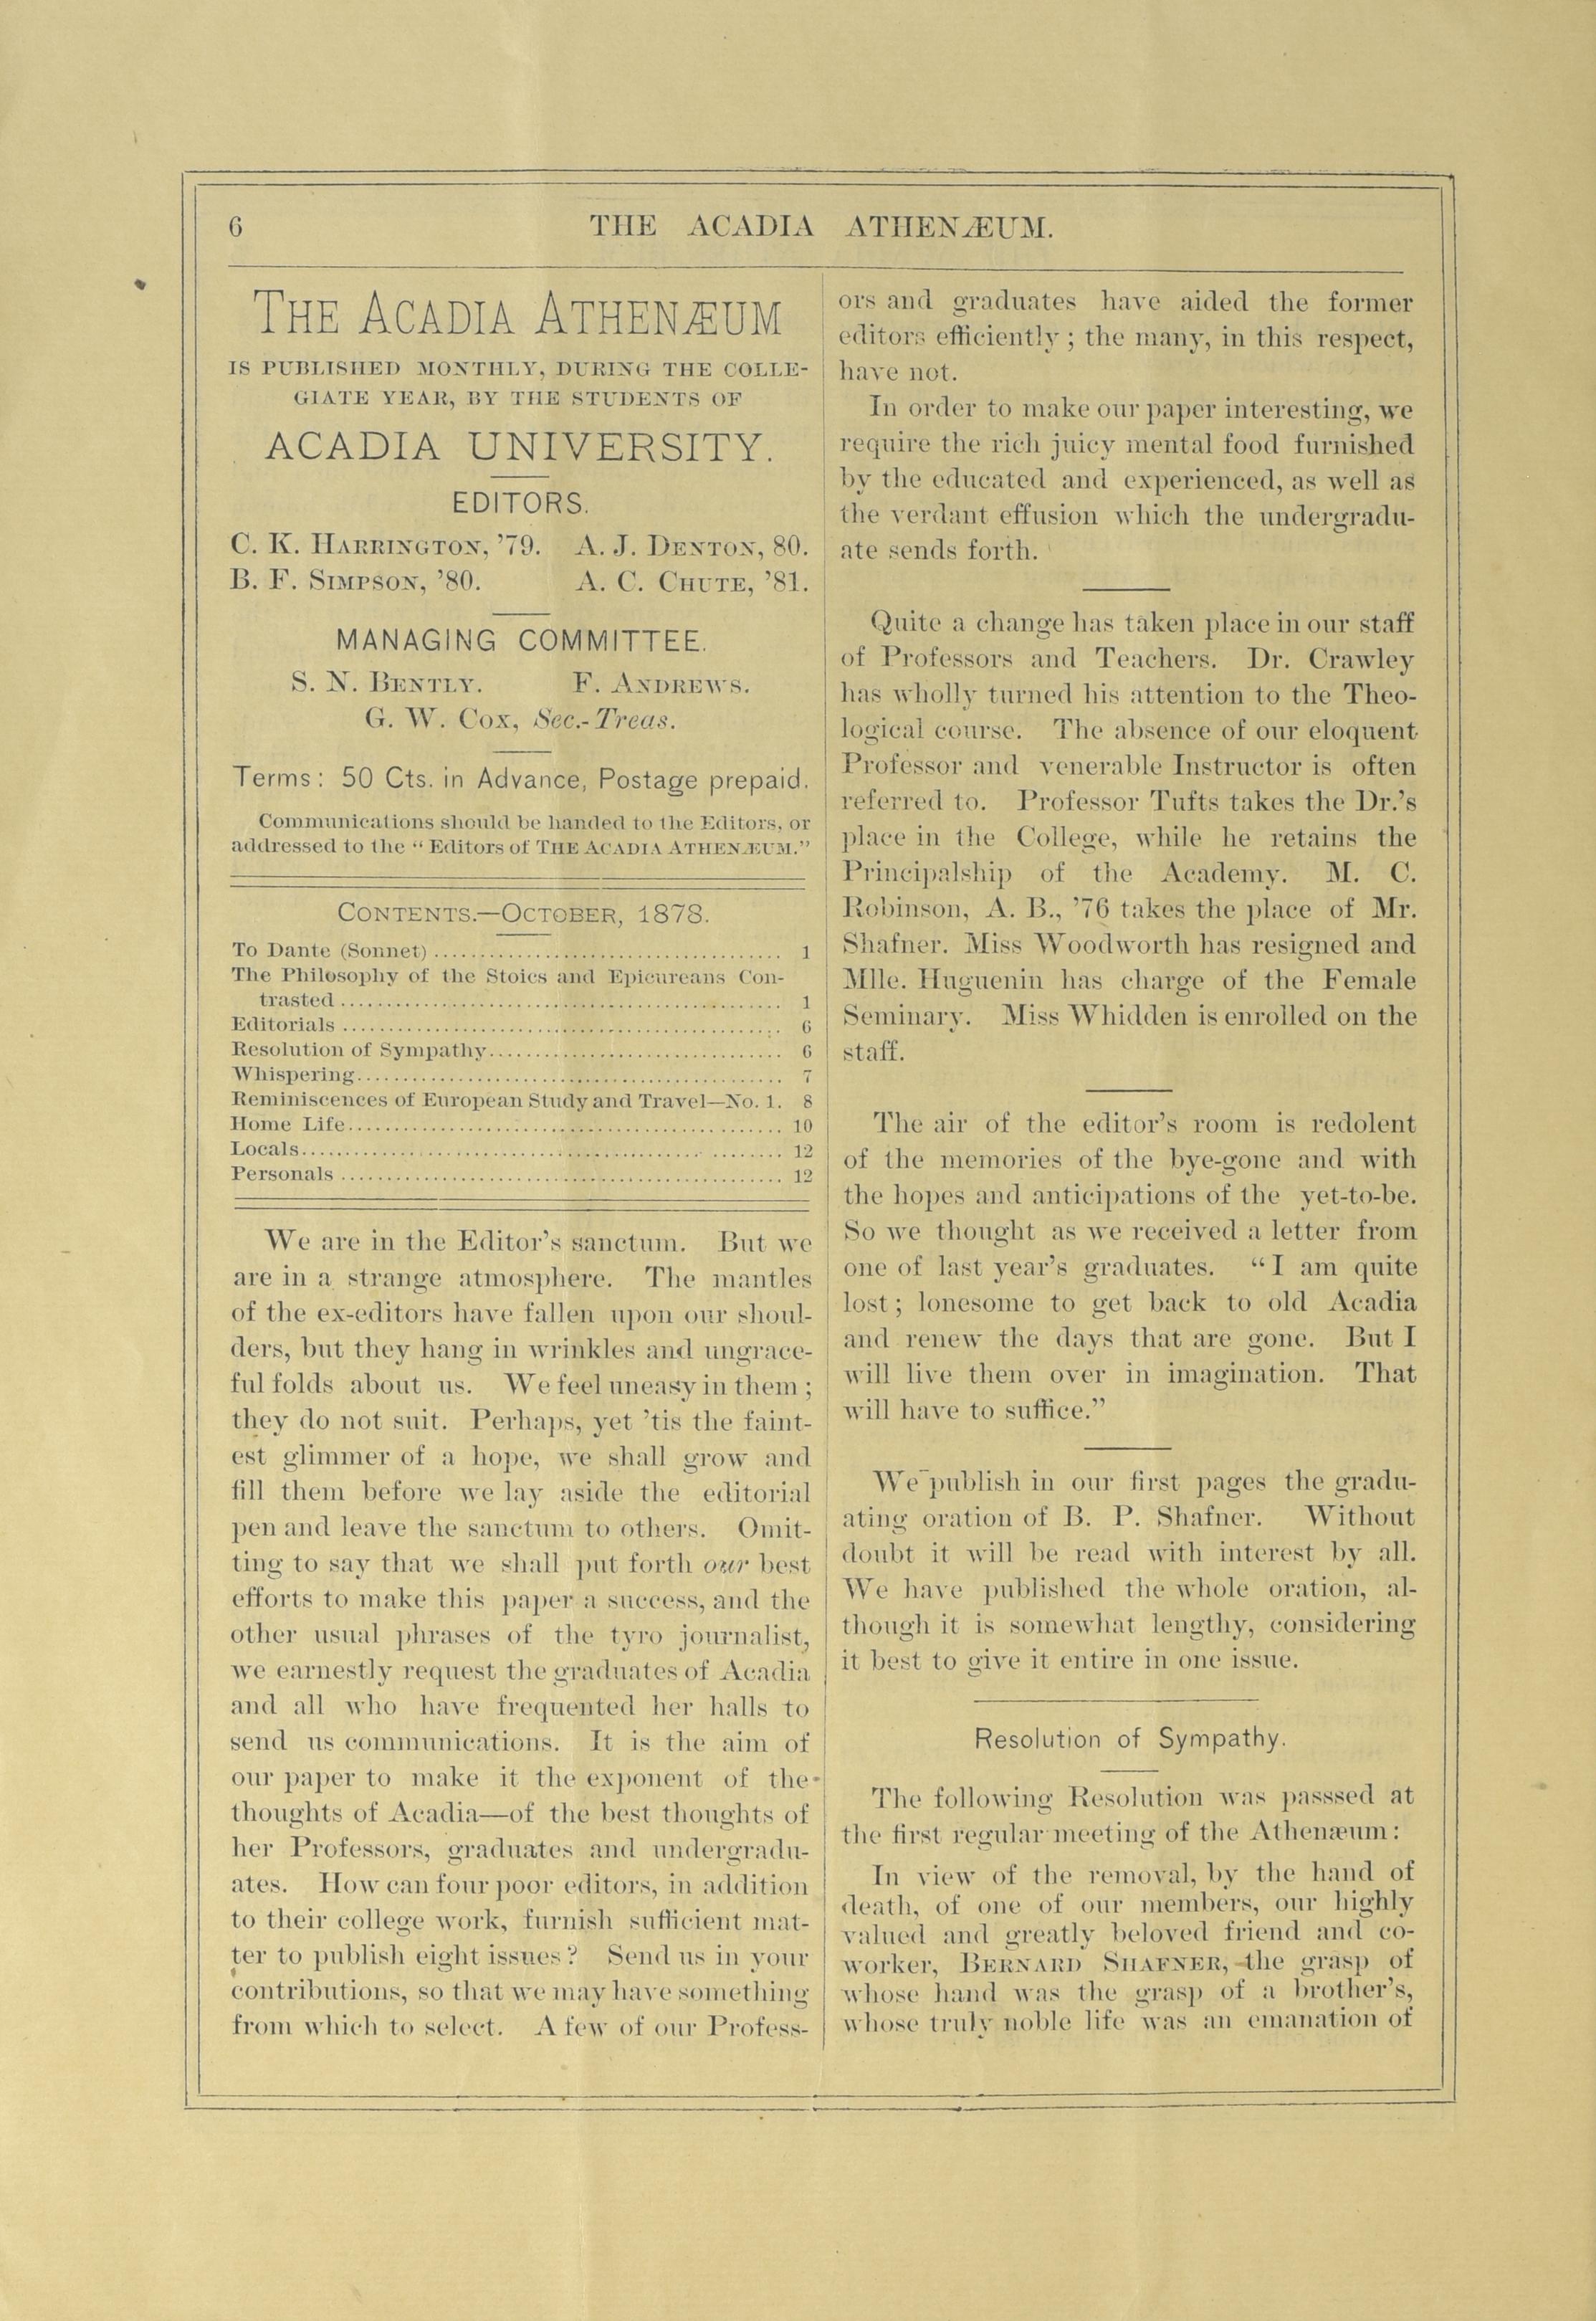 6
THE ACADIA ATHENÆUM.
THE ACADIA ATHENÆUM
IS PUBLISHED MONTHLY, DURING THE COLLE-
GIATE YEAR, BY THE STUDENTS OF
ACADIA UNIVERSITY.
EDITORS.
C. K. HARRINGTON, ’79. A. J. DENTON, 80.
B. F. SIMPSON, ’80. A. C. CHUTE, ’81.
MANAGING COMMITTEE.
S. N. BENTLY. F. ANDREWS.
G. W. COX, Sec.-Treas.
Terms: 50 Cts. in Advance, Postage prepaid.
Communications should be handed to the Editors, or
addressed to the “Editors of THE ACADIA ATHENÆUM.”
CONTENTS.—OCTOBER, 1878.
To Dante (Sonnet) 1
The Philosophy of the Stoics and Epicureans Con-
trasted 1
Editorials 6
Resolution of Sympathy 6
Whispering 7
Reminiscences of European Study and Travel—No. 1. 8
Home Life 10
Locals 12
Personals 12
We are in the Editor’s sanctum. But we
are in a strange atmosphere. The mantles
of the ex-editors have fallen upon our shoul-
ders, but they hang in wrinkles and ungrace-
ful folds about us. We feel uneasy in them;
they do not suit. Perhaps, yet ’tis the faint-
est glimmer of a hope, we shall grow and
fill them before we lay aside the editorial
pen and leave the sanctum to others. Omit-
ting to say that we shall put forth our best
efforts to make this paper a success, and the
other usual phrases of the tyro journalist,
we earnestly request the graduates of Acadia
and all who have frequented her halls to
send us communications. It is the aim of
our paper to make it the exponent of the
thoughts of Acadia—of the best thoughts of
her Professors, graduates and undergradu-
ates. How can four poor editors, in addition
to their college work, furnish sufficient mat-
ter to publish eight issues? Send us in your
contributions, so that we may have something
from which to select. A few of our Profess-
ors and graduates have aided the former
editors efficiently; the many, in this respect,
have not.
In order to make our paper interesting, we
require the rich juicy mental food furnished
by the educated and experienced, as well as
the verdant effusion which the undergradu-
ate sends forth.
Quite a change has taken place in our staff
of Professors and Teachers. Dr. Crawley
has wholly turned his attention to the Theo-
logical course. The absence of our eloquent
Professor and venerable Instructor is often
referred to. Professor Tufts takes the Dr.’s
place in the College, while he retains the
Principalship of the Academy. M. C.
Robinson, A. B., ’76 takes the place of Mr.
Shafner. Miss Woodworth has resigned and
Mlle. Huguenin has charge of the Female
Seminary. Miss Whidden is enrolled on the
staff.
The air of the editor’s room is redolent
of the memories of the bye-gone and with
the hopes and anticipations of the yet-to-be.
So we thought as we received a letter from
one of last year’s graduates. “I am quite
lost; lonesome to get back to old Acadia
and renew the days that are gone. But I
will live them over in imagination. That
will have to suffice.”
We publish in our first pages the gradu-
ating oration of B. P. Shafner. Without
doubt it will be read with interest by all.
We have published the whole oration, al-
though it is somewhat lengthy, considering
it best to give it entire in one issue.
Resolution of Sympathy.
The following Resolution was passsed at
the first regular meeting of the Athenæum:
In view of the removal, by the hand of
death, of one of our members, our highly
valued and greatly beloved friend and co-
worker, BERNARD SHAFNER, the grasp of
whose hand was the grasp of a brother’s,
whose truly noble life was an emanation of